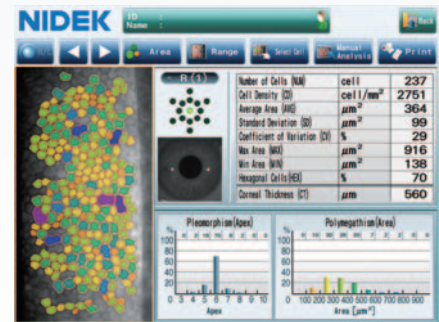 NIDEK
ID :
Name :
Back
R/L
Area
Range
Select Cell
Manual
Analysis
Print
R(1)
Number of Cells (NUM) cell 237
Cell Density (CD) cell/mm² 2751
Average Area (AVG) μm² 364
Standard Deviation (SD) μm² 99
Coefficient of Variation (CV) % 29
Max Area (MAX) μm² 916
Min Area (MIN) μm² 138
Hexagonal Cells (HEX) % 70
Corneal Thickness (CT) μm 560
Pleomorphism(Apex)
%
100
80
60
40
20
0
3 4 5 6 7 8 9 10
Apex
Polymegathism(Area)
%
100
80
60
40
20
0
100 200 300 400 500 600 700 800 900
Area [μm²]